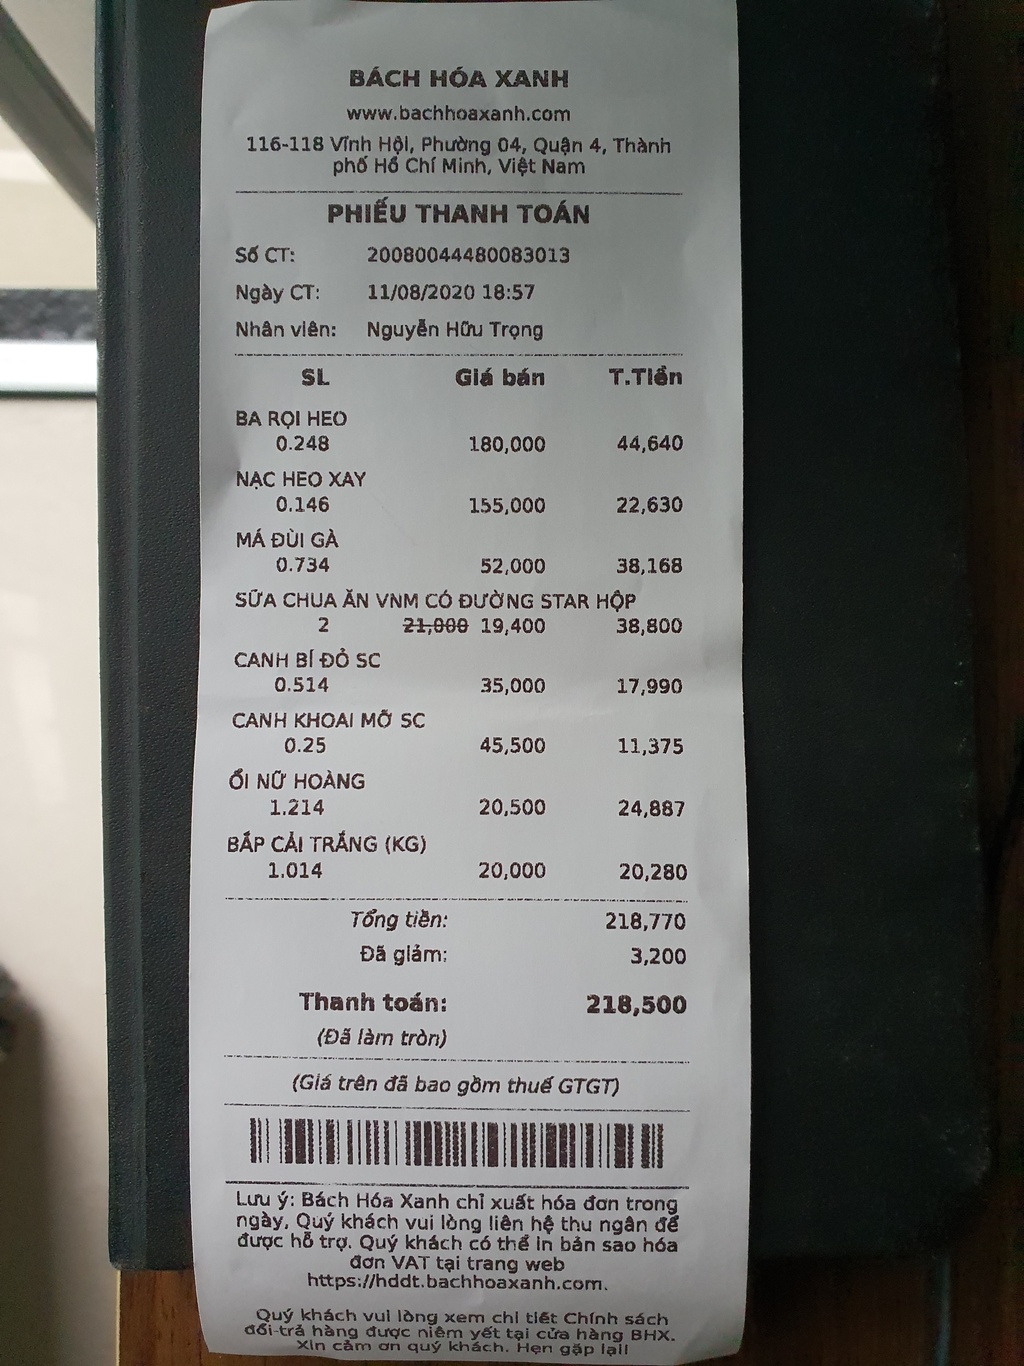 BÁCH HÓA XANH
www.bachhoaxanh.com
116-118 Vĩnh Hội, Phường 04, Quận 4, Thành
phố Hồ Chí Minh, Việt Nam
PHIẾU THANH TOÁN
Số CT: 20080044480083013
Ngày CT: 11/08/2020 18:57
Nhân viên: Nguyễn Hữu Trọng
SL Giá bán T.Tiền
BA RỌI HEO
0.248 180,000 44,640
NẠC HEO XAY
0.146 155,000 22,630
MÁ ĐÙI GÀ
0.734 52,000 38,168
SỮA CHUA ĂN VNM CÓ ĐƯỜNG STAR HỘP
2 21,000 19,400 38,800
CANH BÍ ĐỎ SC
0.514 35,000 17,990
CANH KHOAI MỠ SC
0.25 45,500 11,375
ỔI NỮ HOÀNG
1.214 20,500 24,887
BẮP CẢI TRẮNG (KG)
1.014 20,000 20,280
Tổng tiền: 218,770
Đã giảm: 3,200
Thanh toán: 218,500
(Đã làm tròn)
(Giá trên đã bao gồm thuế GTGT)
Lưu ý: Bách Hóa Xanh chỉ xuất hóa đơn trong
ngày, Quý khách vui lòng liên hệ thu ngân để
được hỗ trợ. Quý khách có thể in bản sao hóa
đơn VAT tại trang web
https://hddt.bachhoaxanh.com.
Quý khách vui lòng xem chi tiết Chính sách
đổi-trả hàng được niêm yết tại cửa hàng BHX.
Xin cảm ơn quý khách. Hẹn gặp lại!